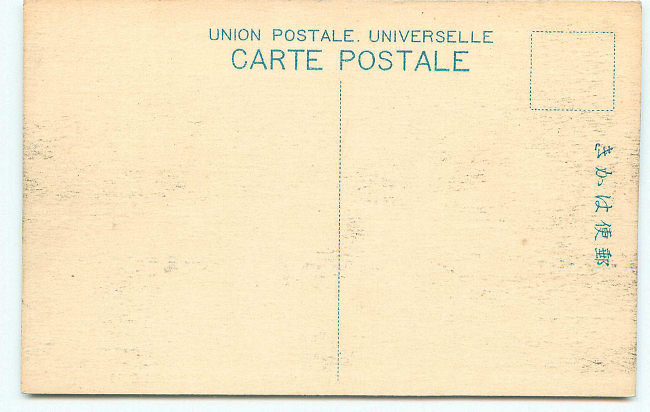 UNION POSTALE. UNIVERSELLE
CARTE POSTALE
郵便はかき